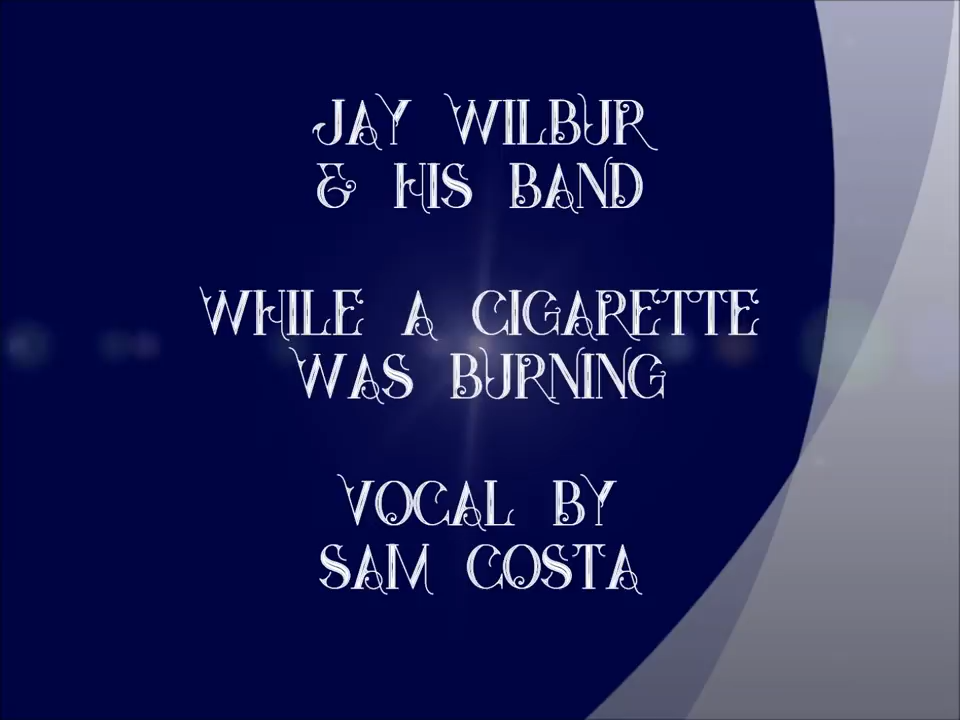 JAY WILBUR
& HIS BAND
WHILE A CIGARETTE
WAS BURNING
VOCAL BY
SAM COSTA